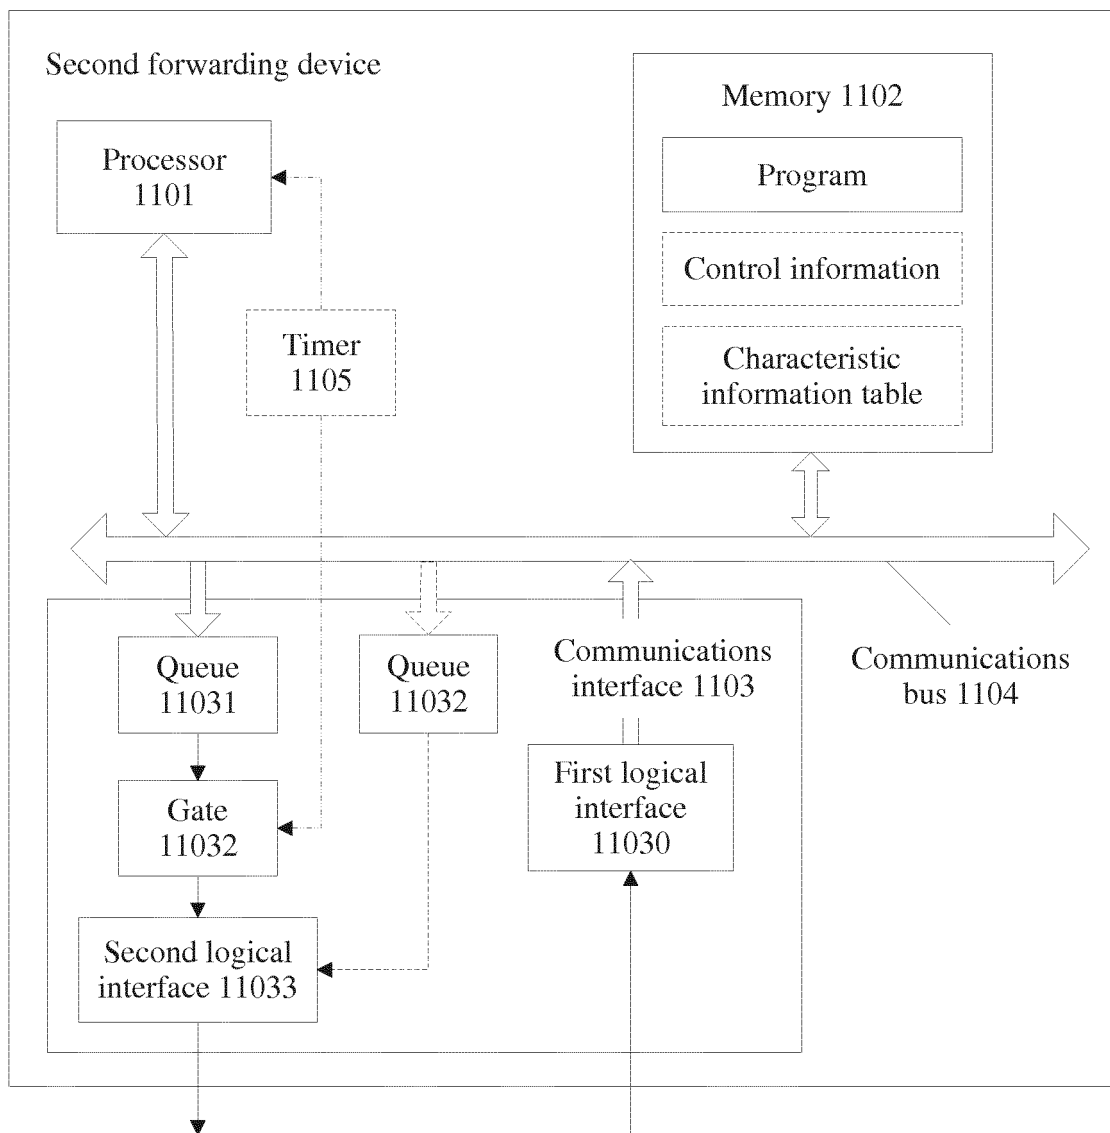 Second forwarding device
Processor
1101
Memory 1102
Program
Control information
Characteristic
information table
Timer
1105
Queue
11031
Queue
11032
Communications
interface 1103
Communications
bus 1104
Gate
11032
First logical
interface
11030
Second logical
interface 11033